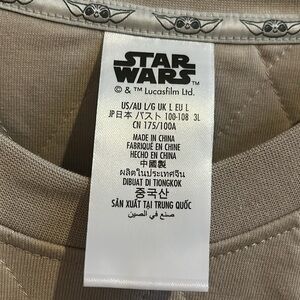 STAR
WARS™
© & ™ Lucasfilm Ltd.
US/AU L/G UK L EU L
JP日本 バスト 100-108 3L
CN 175/100A
MADE IN CHINA
FABRIQUÉ EN CHINE
HECHO EN CHINA
中國製
ผลิตในประเทศจีน
DIBUAT DI TIONGKOK
중국산
SẢN XUẤT TẠI TRUNG QUỐC
صنع في الصين